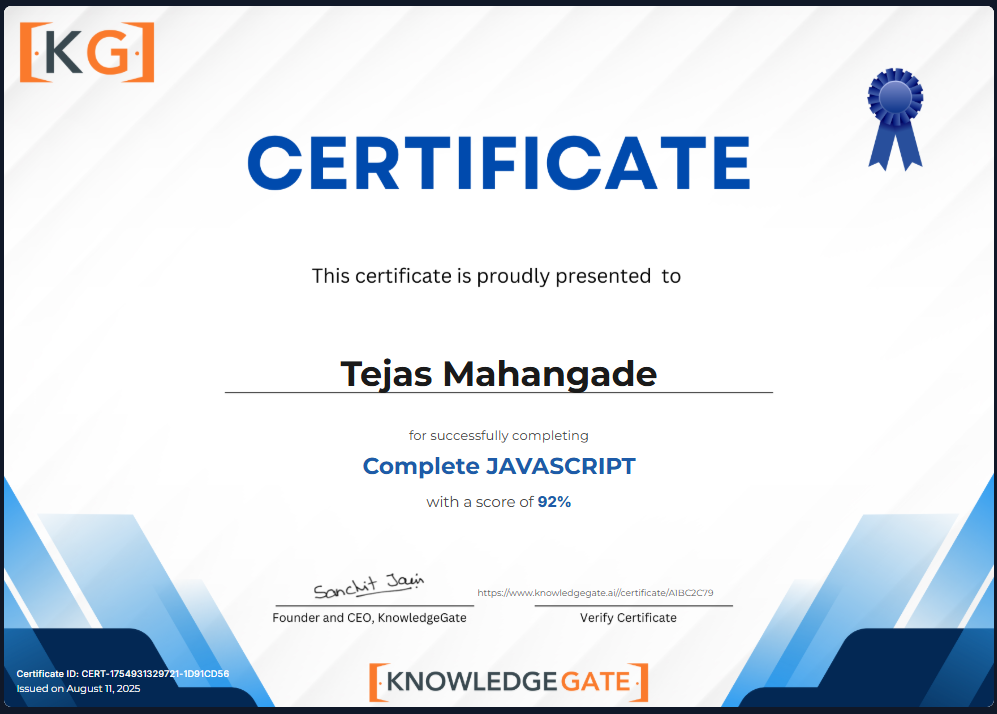 [KG]
CERTIFICATE
This certificate is proudly presented to
Tejas Mahangade
for successfully completing
Complete JAVASCRIPT
with a score of 92%
Sanchit Jain
https://www.knowledgegate.ai//certificate/AIBC2C79
Founder and CEO, KnowledgeGate
Verify Certificate
Certificate ID: CERT-1754931329721-1D91CD56
Issued on August 11, 2025
[KNOWLEDGE GATE]